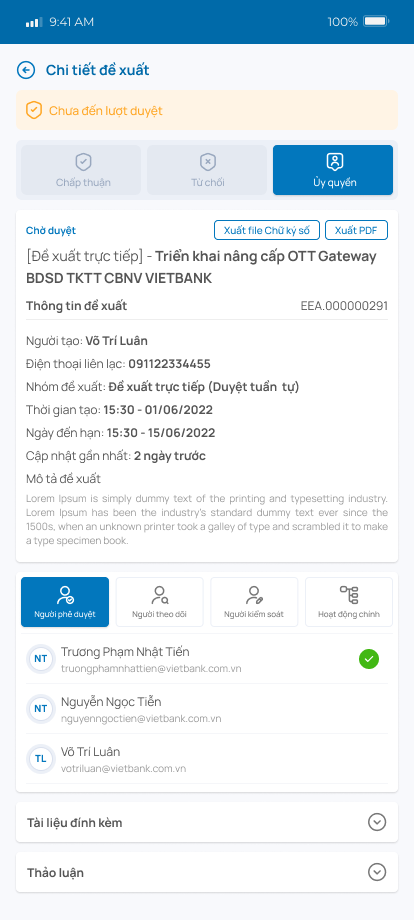 9:41 AM 100%
Chi tiết đề xuất
Chưa đến lượt duyệt
Chấp thuận Từ chối Ủy quyền
Chờ duyệt Xuất file Chữ ký số Xuất PDF
[Đề xuất trực tiếp] - Triển khai nâng cấp OTT Gateway
BDSD TKTT CBNV VIETBANK
Thông tin đề xuất EEA.000000291
Người tạo: Võ Trí Luân
Điện thoại liên lạc: 091122334455
Nhóm đề xuất: Đề xuất trực tiếp (Duyệt tuần tự)
Thời gian tạo: 15:30 - 01/06/2022
Ngày đến hạn: 15:30 - 15/06/2022
Cập nhật gần nhất: 2 ngày trước
Mô tả đề xuất
Lorem Ipsum is simply dummy text of the printing and typesetting industry.
Lorem Ipsum has been the industry's standard dummy text ever since the
1500s, when an unknown printer took a galley of type and scrambled it to make
a type specimen book.
Người phê duyệt Người theo dõi Người kiểm soát Hoạt động chính
NT Trương Phạm Nhật Tiến
truongphamnhattien@vietbank.com.vn
NT Nguyễn Ngọc Tiễn
nguyenngoctien@vietbank.com.vn
TL Võ Trí Luân
votriluan@vietbank.com.vn
Tài liệu đính kèm
Thảo luận